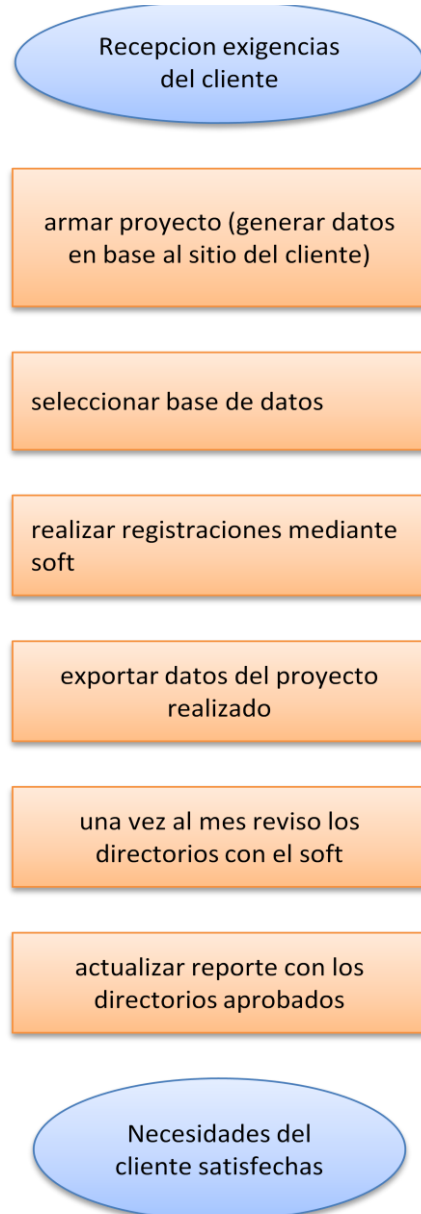 Recepcion exigencias
del cliente
armar proyecto (generar datos
en base al sitio del cliente)
seleccionar base de datos
realizar registraciones mediante
soft
exportar datos del proyecto
realizado
una vez al mes reviso los
directorios con el soft
actualizar reporte con los
directorios aprobados
Necesidades del
cliente satisfechas